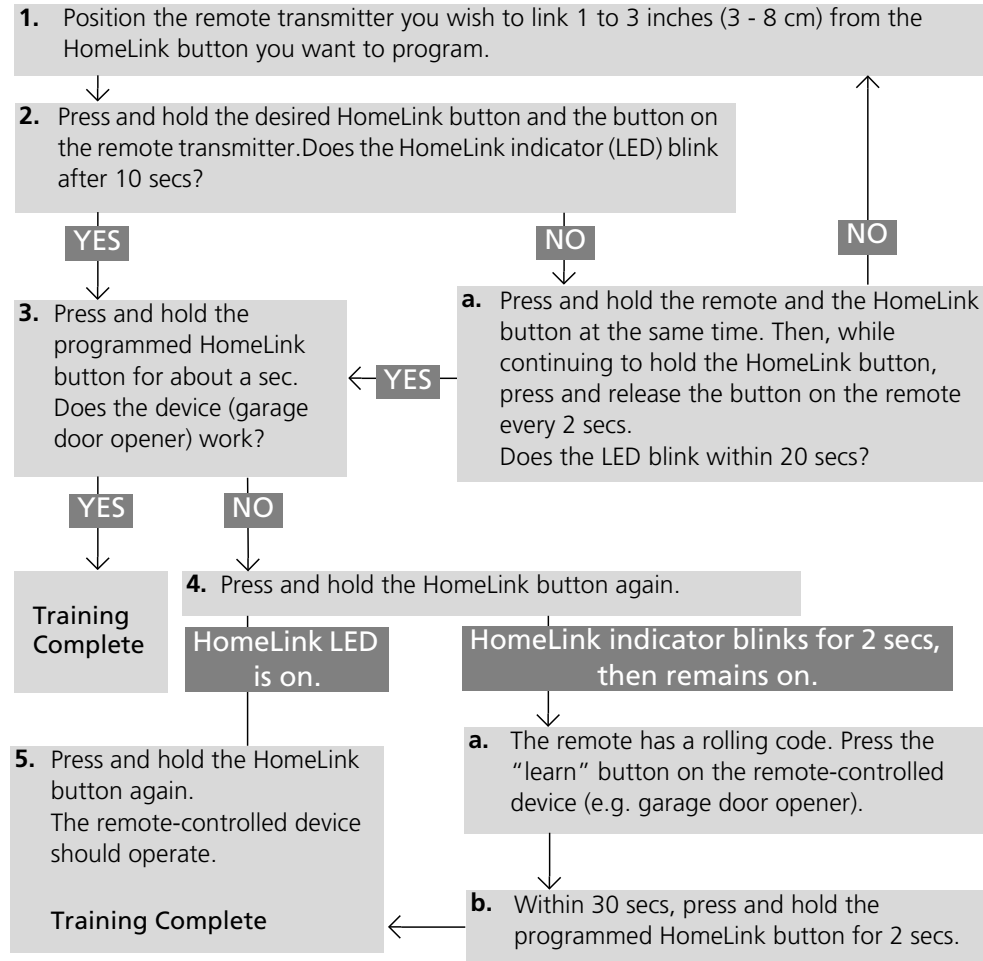 1. Position the remote transmitter you wish to link 1 to 3 inches (3 - 8 cm) from the
HomeLink button you want to program.
2. Press and hold the desired HomeLink button and the button on
the remote transmitter.Does the HomeLink indicator (LED) blink
after 10 secs?
YES
NO
NO
3. Press and hold the
programmed HomeLink
button for about a sec.
Does the device (garage
door opener) work?
YES
a. Press and hold the remote and the HomeLink
button at the same time. Then, while
continuing to hold the HomeLink button,
press and release the button on the remote
every 2 secs.
Does the LED blink within 20 secs?
YES
NO
Training
Complete
4. Press and hold the HomeLink button again.
HomeLink LED
is on.
HomeLink indicator blinks for 2 secs,
then remains on.
5. Press and hold the HomeLink
button again.
The remote-controlled device
should operate.
Training Complete
a. The remote has a rolling code. Press the
“learn” button on the remote-controlled
device (e.g. garage door opener).
b. Within 30 secs, press and hold the
programmed HomeLink button for 2 secs.